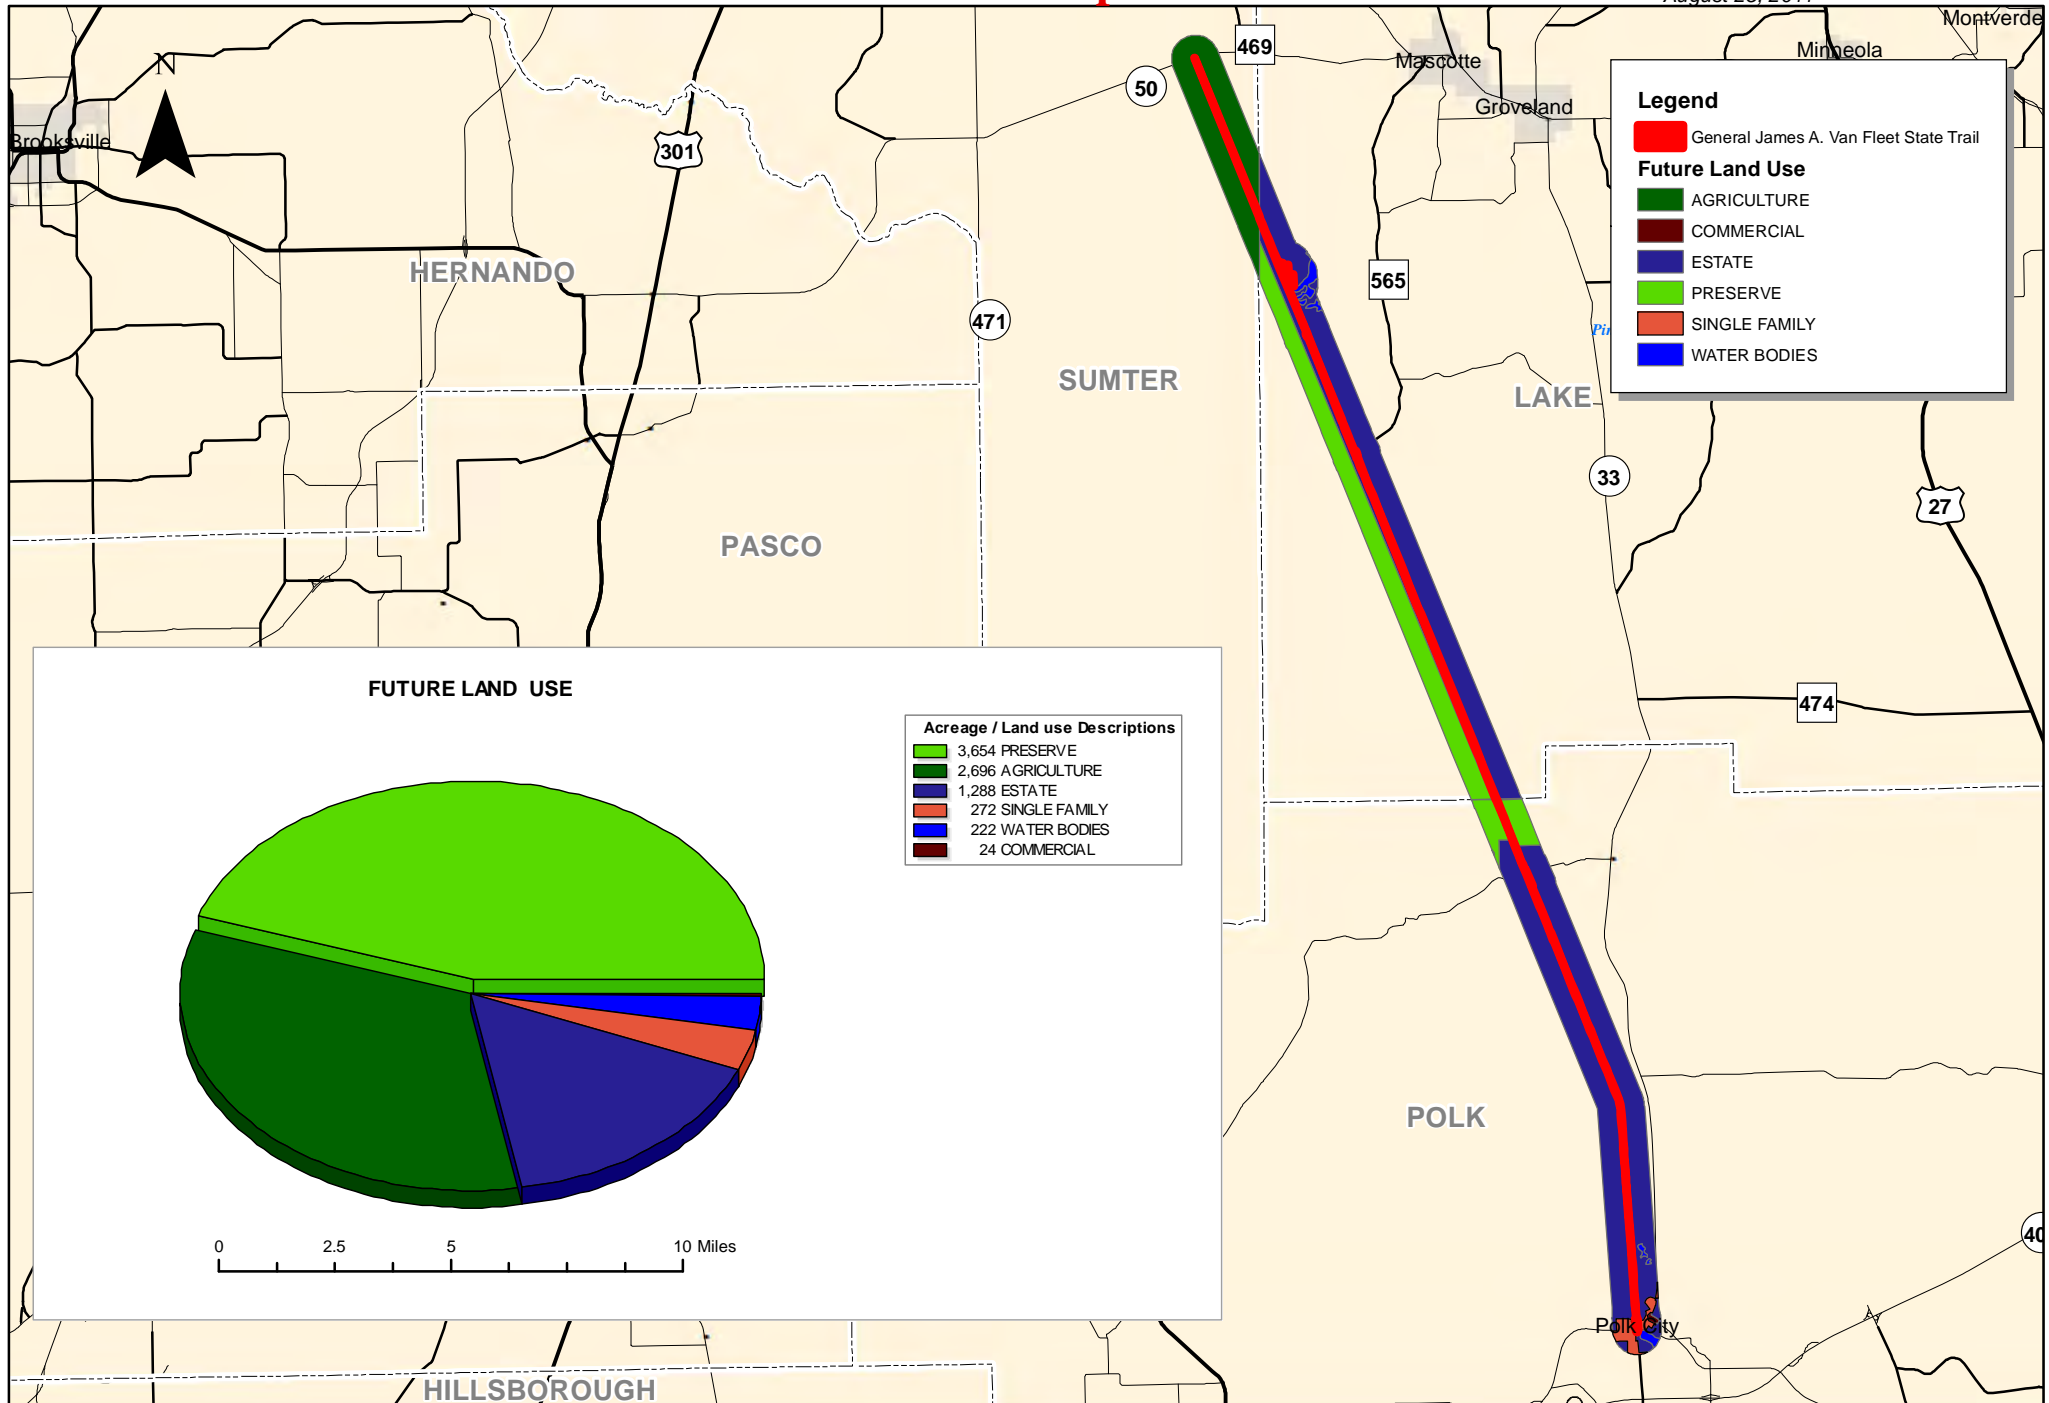 Montverde
Minneola
Mascotte
Groveland
469
50
N
Brooksville
301
Legend
General James A. Van Fleet State Trail
Future Land Use
AGRICULTURE
COMMERCIAL
ESTATE
PRESERVE
SINGLE FAMILY
WATER BODIES
HERNANDO
565
471
SUMTER
LAKE
33
27
PASCO
474
FUTURE LAND USE
Acreage / Land use Descriptions
3,654 PRESERVE
2,696 AGRICULTURE
1,288 ESTATE
272 SINGLE FAMILY
222 WATER BODIES
24 COMMERCIAL
POLK
0 2.5 5 10 Miles
40
Polk City
HILLSBOROUGH